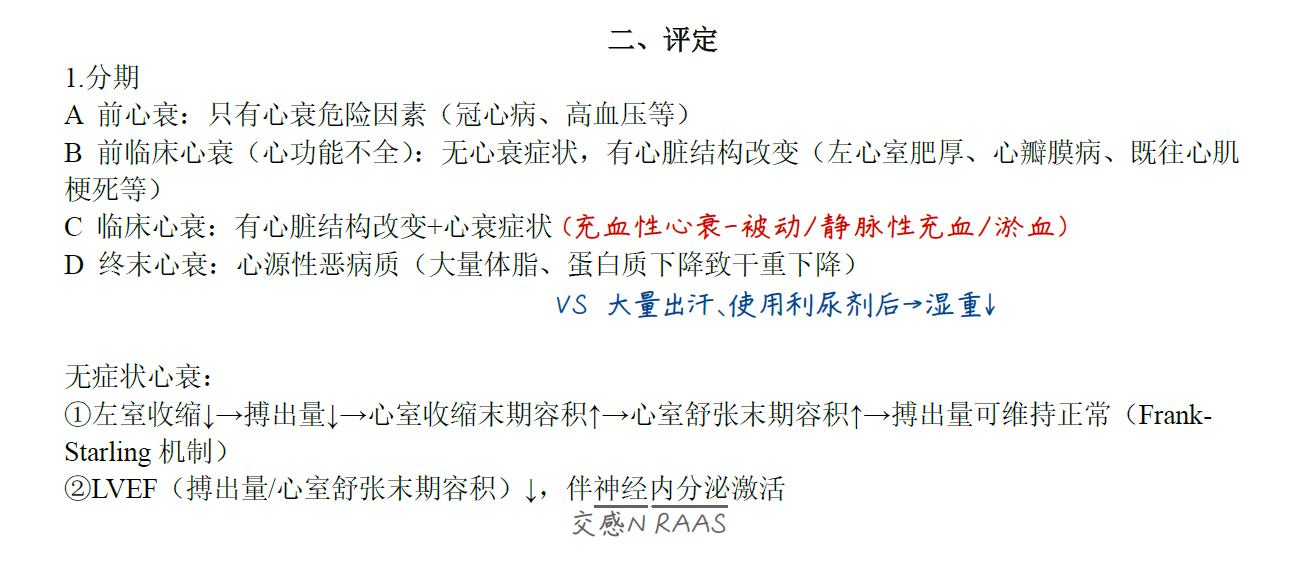 二、评定
1.分期
A 前心衰：只有心衰危险因素（冠心病、高血压等）
B 前临床心衰（心功能不全）：无心衰症状，有心脏结构改变（左心室肥厚、心瓣膜病、既往心肌
梗死等）
C 临床心衰：有心脏结构改变+心衰症状（充血性心衰-被动/静脉性充血/淤血）
D 终末心衰：心源性恶病质（大量体脂、蛋白质下降致干重下降）
VS 大量出汗、使用利尿剂后→湿重↓
无症状心衰：
①左室收缩↓→搏出量↓→心室收缩末期容积↑→心室舒张末期容积↑→搏出量可维持正常（Frank-
Starling 机制）
②LVEF（搏出量/心室舒张末期容积）↓，伴神经内分泌激活
交感N RAAS